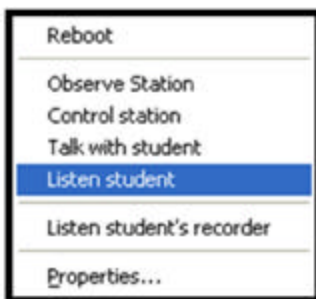 Reboot
Observe Station
Control station
Talk with student
Listen student
Listen student's recorder
Properties...